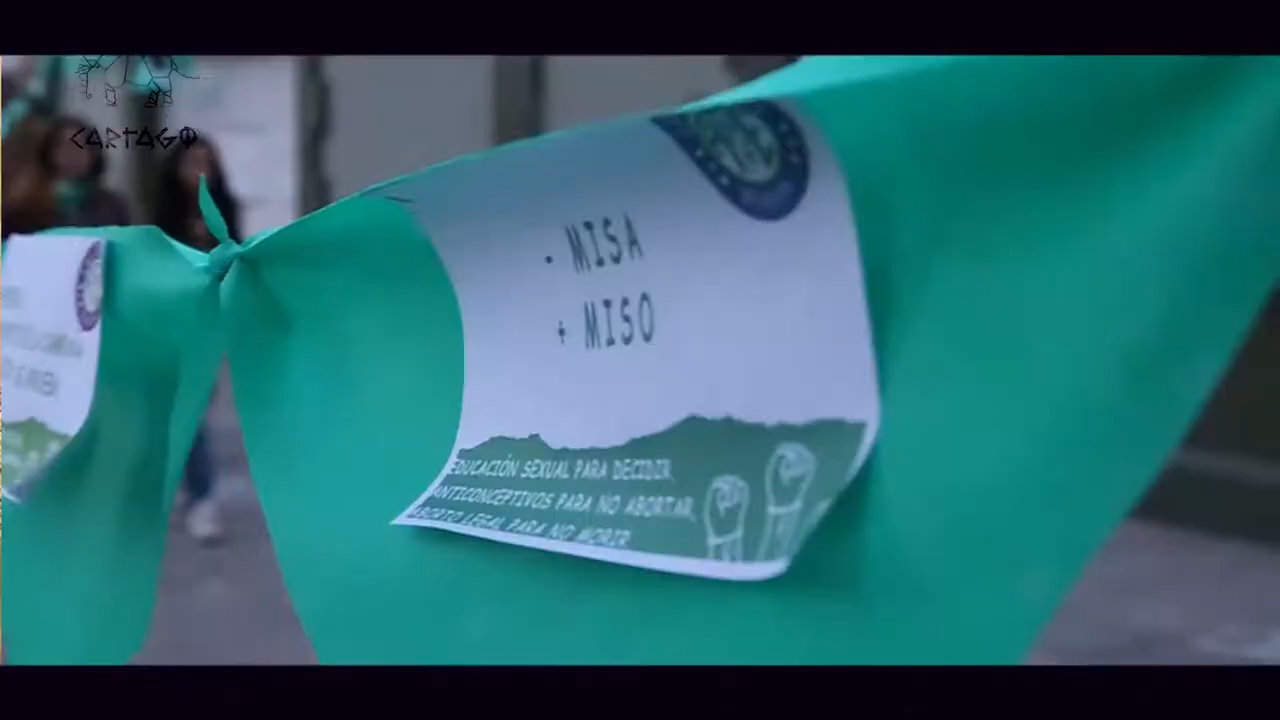 CARTAGO
- MISA
+ MISO
EDUCACIÓN SEXUAL PARA DECIDIR,
ANTICONCEPTIVOS PARA NO ABORTAR,
ABORTO LEGAL PARA NO MORIR